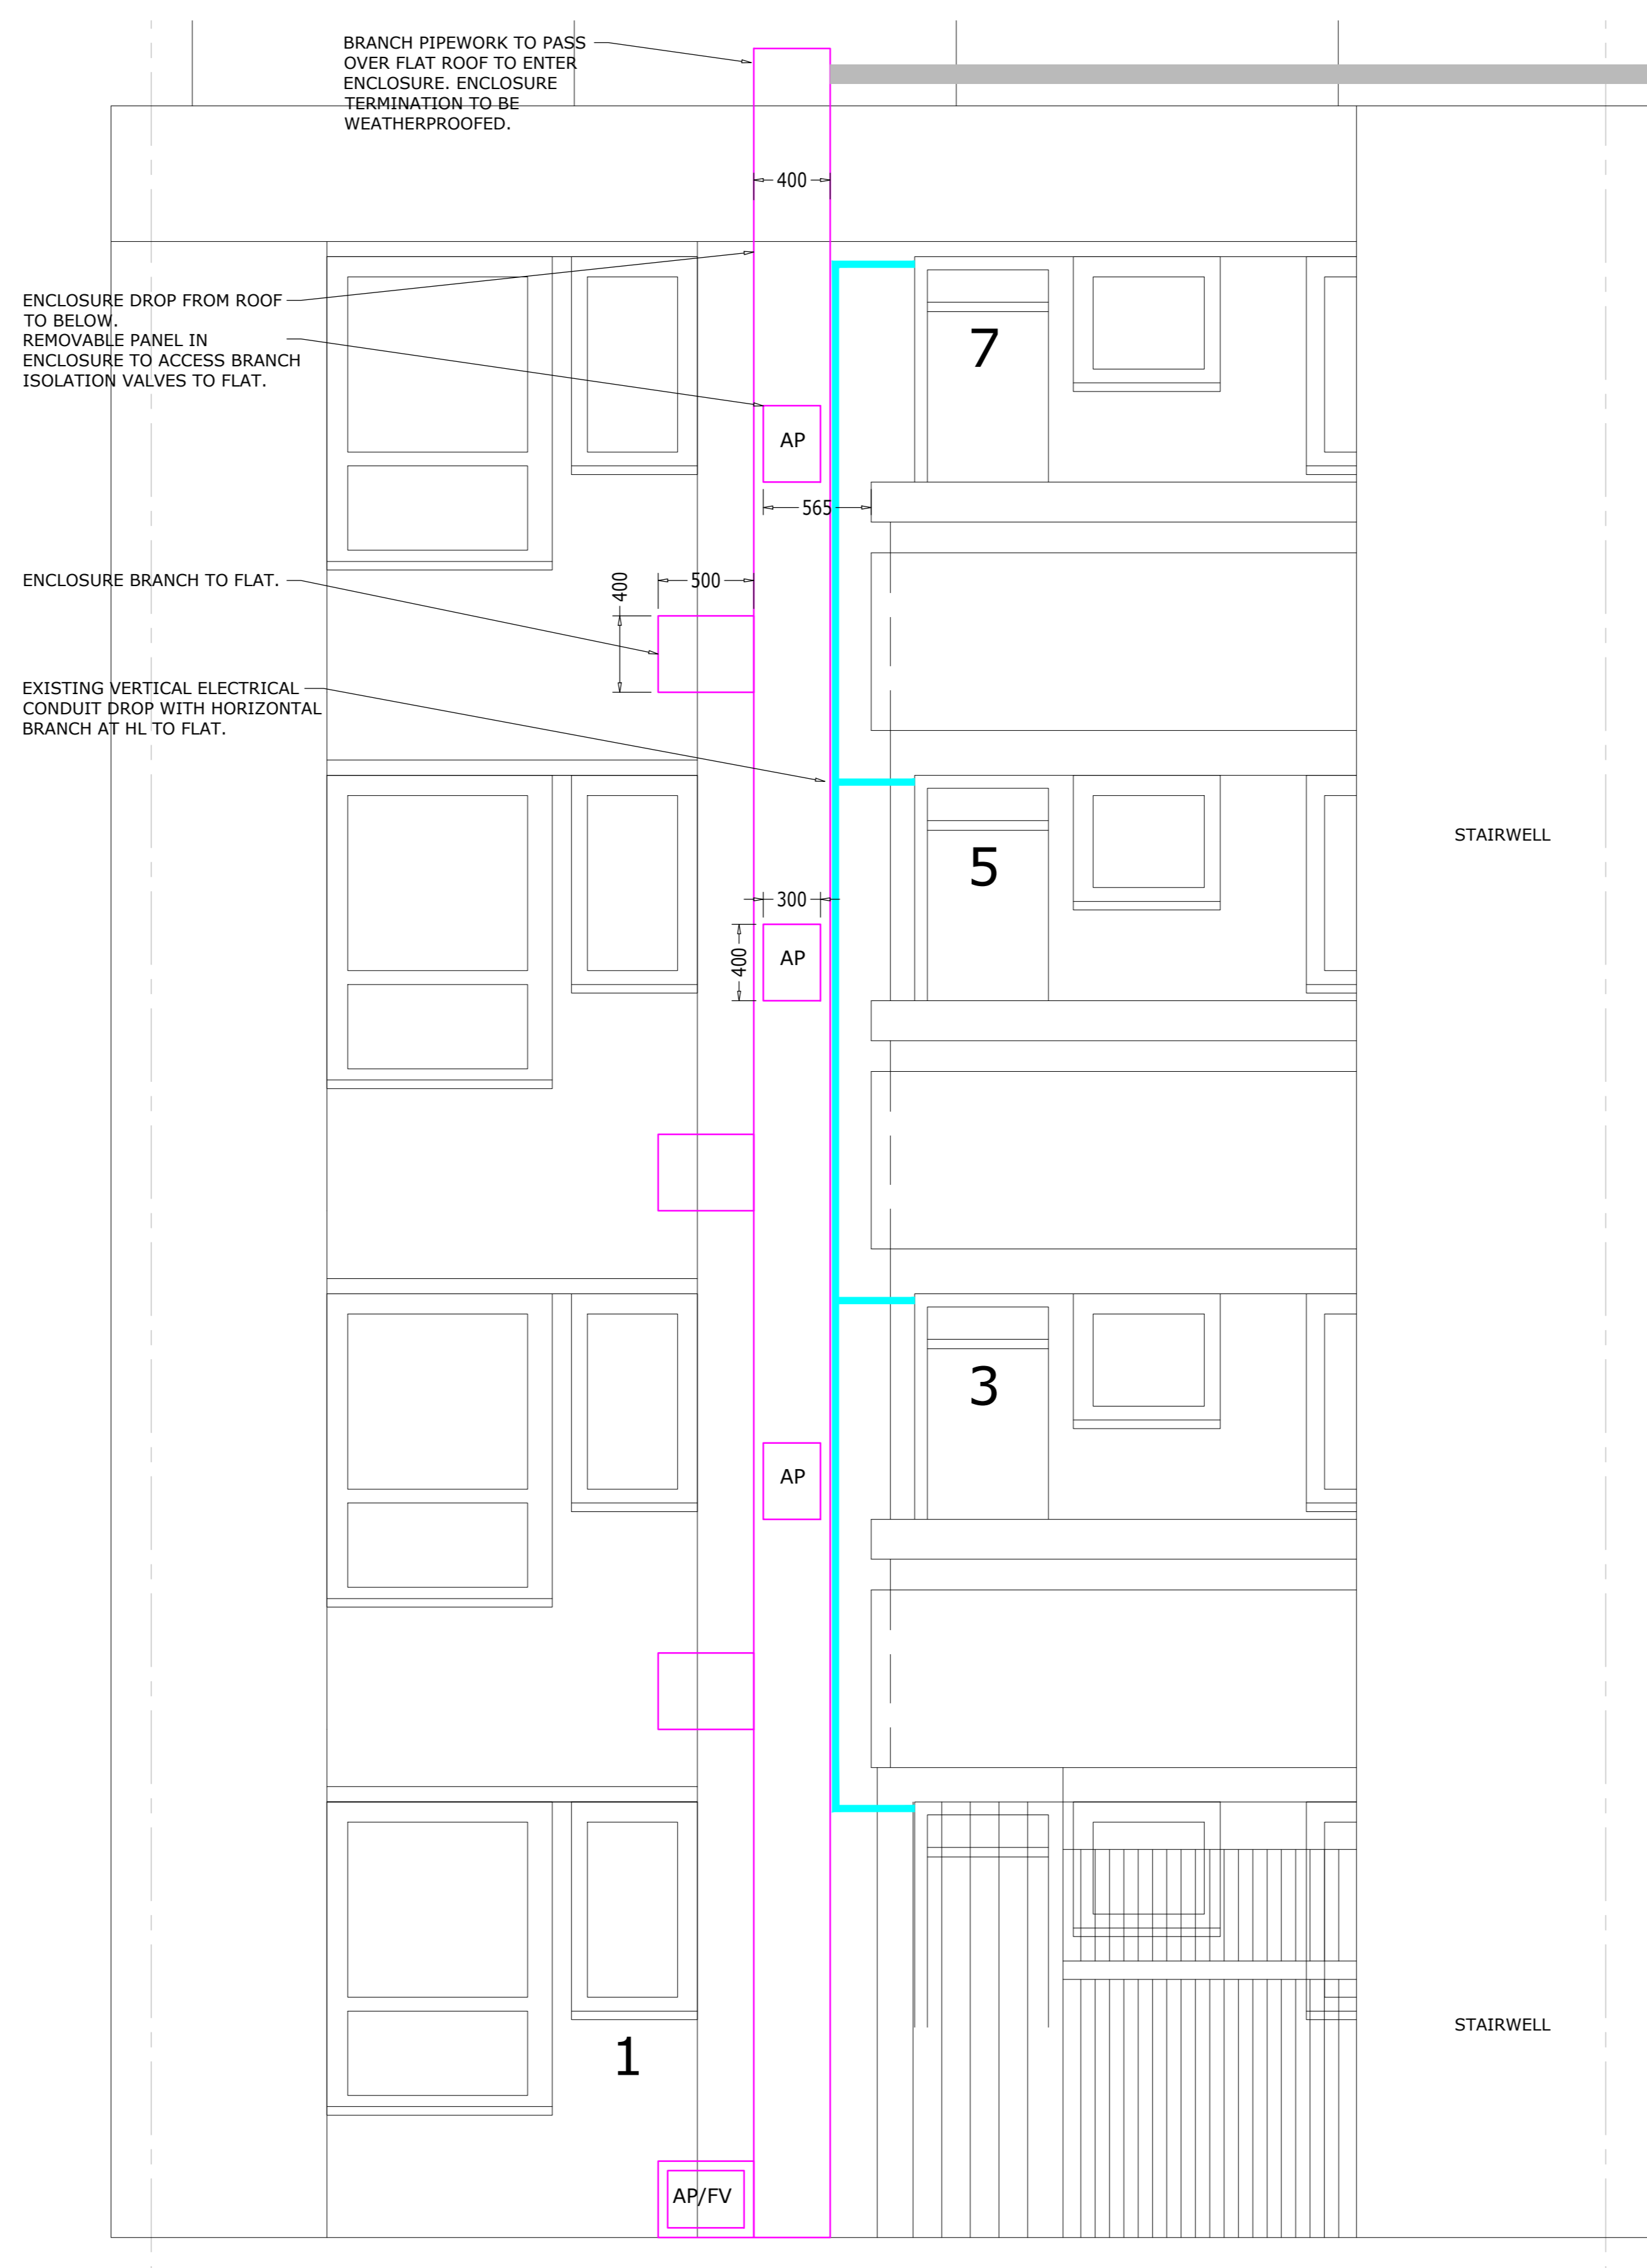 BRANCH PIPEWORK TO PASS
OVER FLAT ROOF TO ENTER
ENCLOSURE. ENCLOSURE
TERMINATION TO BE
WEATHERPROOFED.
400
ENCLOSURE DROP FROM ROOF
TO BELOW.
REMOVABLE PANEL IN
ENCLOSURE TO ACCESS BRANCH
ISOLATION VALVES TO FLAT.
7
AP
565
ENCLOSURE BRANCH TO FLAT.
400
500
EXISTING VERTICAL ELECTRICAL
CONDUIT DROP WITH HORIZONTAL
BRANCH AT HL TO FLAT.
STAIRWELL
5
300
400
AP
3
AP
STAIRWELL
1
AP/FV